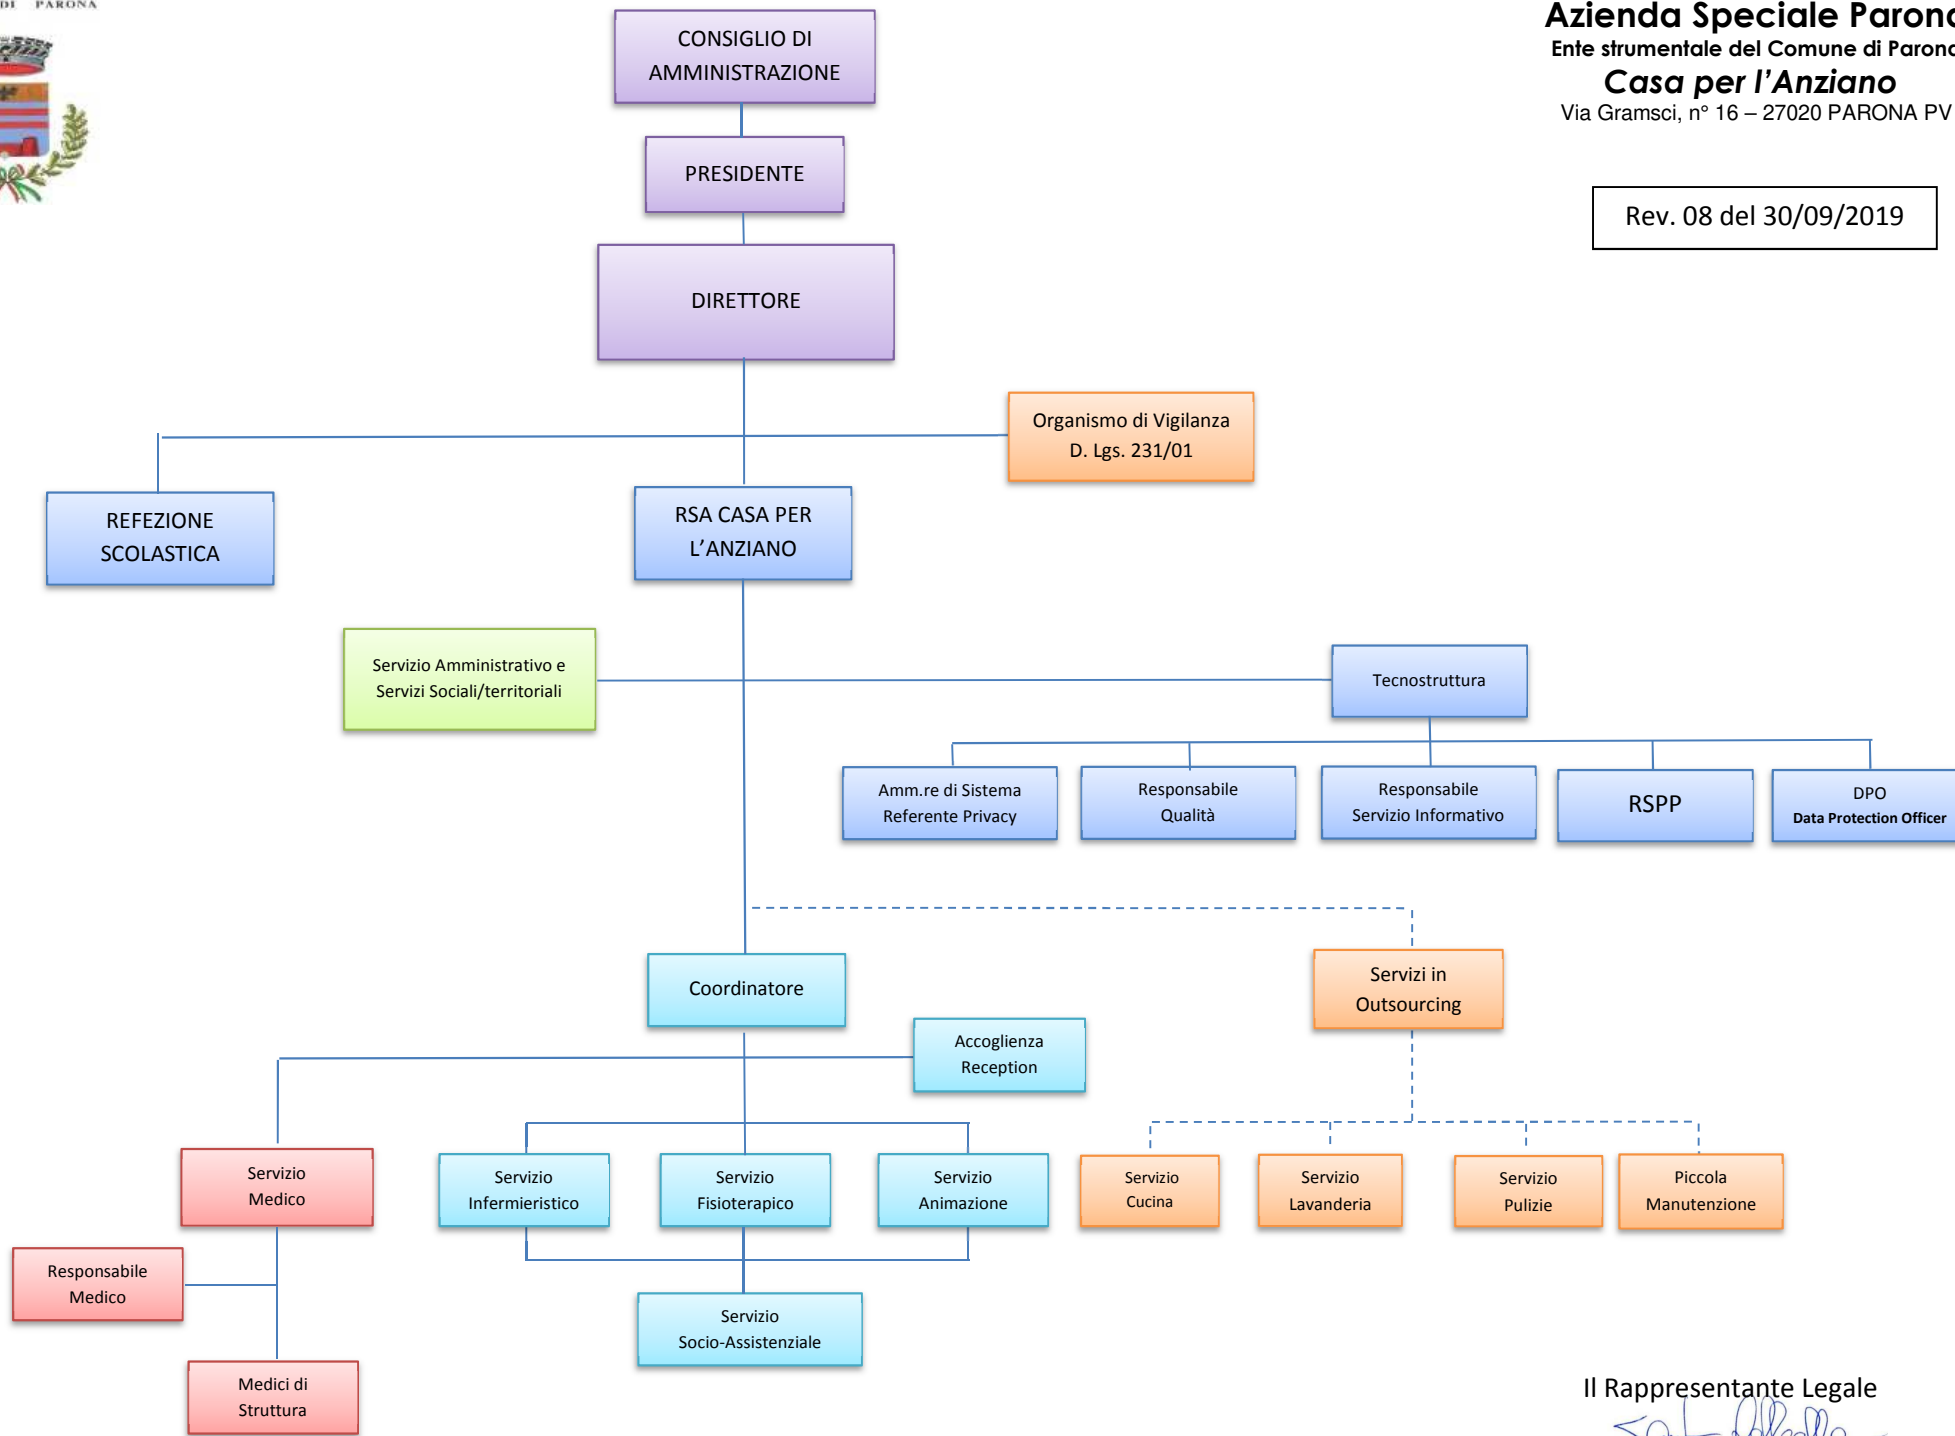 DI PARONA
Azienda Speciale Parona
Ente strumentale del Comune di Parona
Casa per l'Anziano
Via Gramsci, n° 16 – 27020 PARONA PV
Rev. 08 del 30/09/2019
CONSIGLIO DI
AMMINISTRAZIONE
PRESIDENTE
DIRETTORE
Organismo di Vigilanza
D. Lgs. 231/01
REFEZIONE
SCOLASTICA
RSA CASA PER
L'ANZIANO
Servizio Amministrativo e
Servizi Sociali/territoriali
Tecnostruttura
Amm.re di Sistema
Referente Privacy
Responsabile
Qualità
Responsabile
Servizio Informativo
RSPP
DPO
Data Protection Officer
Coordinatore
Servizi in
Outsourcing
Accoglienza
Reception
Servizio
Medico
Servizio
Infermieristico
Servizio
Fisioterapico
Servizio
Animazione
Servizio
Cucina
Servizio
Lavanderia
Servizio
Pulizie
Piccola
Manutenzione
Responsabile
Medico
Servizio
Socio-Assistenziale
Medici di
Struttura
Il Rappresentante Legale